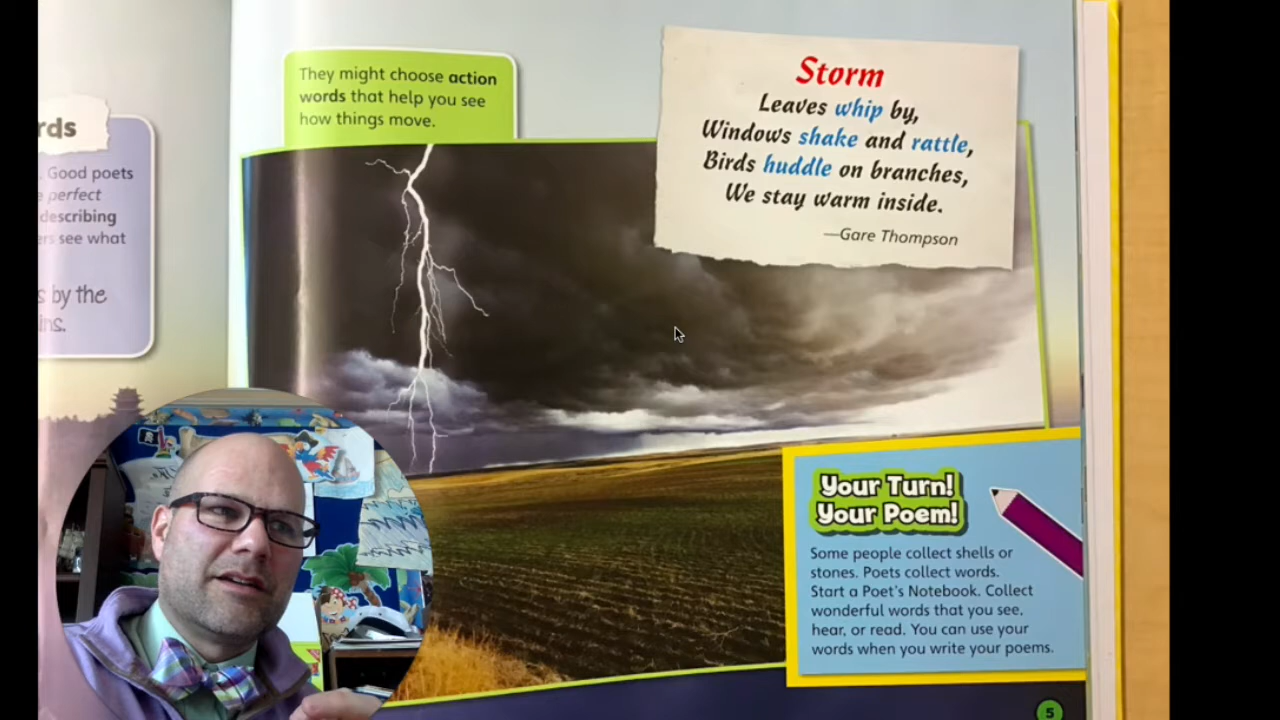 rds
Good poets
perfect
describing
ers see what
s by the
ins.
They might choose action
words that help you see
how things move.
Storm
Leaves whip by,
Windows shake and rattle,
Birds huddle on branches,
We stay warm inside.
—Gare Thompson
Your Turn!
Your Poem!
Some people collect shells or
stones. Poets collect words.
Start a Poet's Notebook. Collect
wonderful words that you see,
hear, or read. You can use your
words when you write your poems.
5